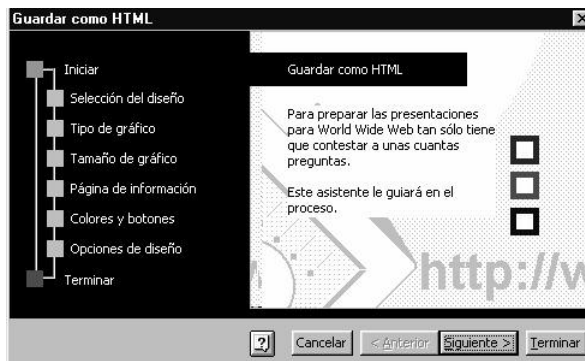 Guardar como HTML
Iniciar
Selección del diseño
Tipo de gráfico
Tamaño de gráfico
Página de información
Colores y botones
Opciones de diseño
Terminar
Guardar como HTML
Para preparar las presentaciones
para World Wide Web tan sólo tiene
que contestar a unas cuantas
preguntas.
Este asistente le guiará en el
proceso.
http://w
? Cancelar < Anterior Siguiente > Terminar